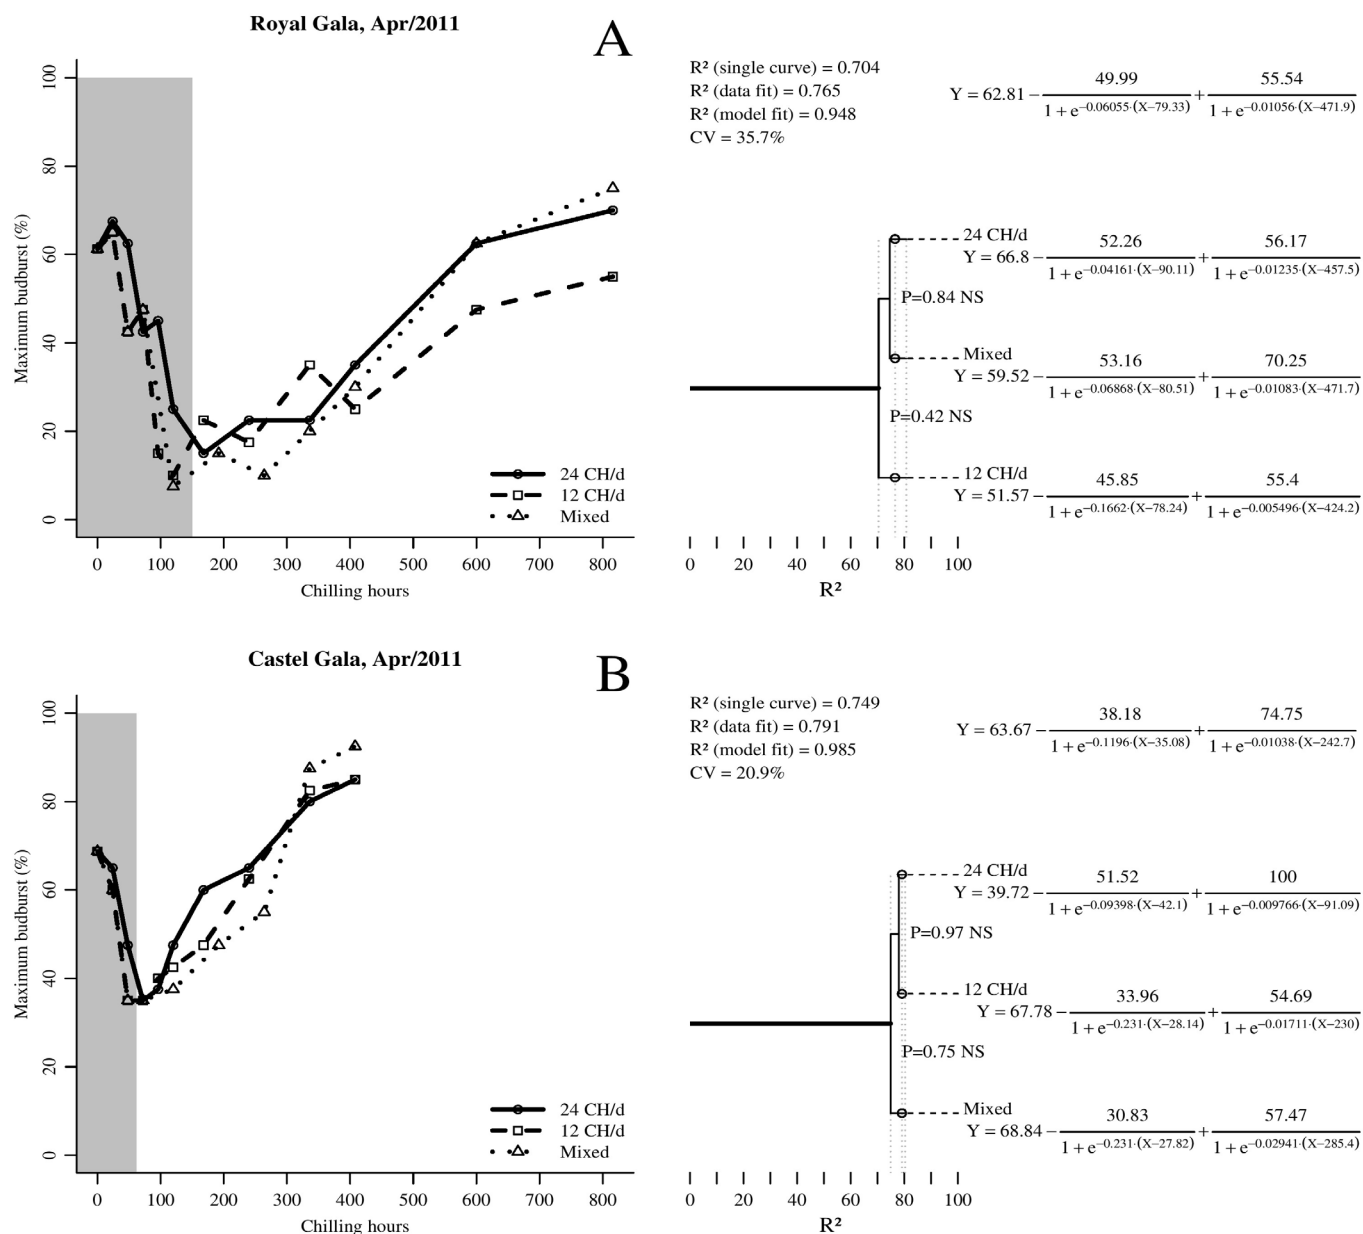 Royal Gala, Apr/2011
A
Maximum budburst (%)
100
80
60
40
20
0
24 CH/d
12 CH/d
Mixed
0 100 200 300 400 500 600 700 800
Chilling hours
R² (single curve) = 0.704
R² (data fit) = 0.765
R² (model fit) = 0.948
CV = 35.7%
Y = 62.81 − 49.99 / 1 + e^−0.06055·(X−79.33) + 55.54 / 1 + e^−0.01056·(X−471.9)
24 CH/d
Y = 66.8 − 52.26 / 1 + e^−0.04161·(X−90.11) + 56.17 / 1 + e^−0.01235·(X−457.5)
P=0.84 NS
Mixed
Y = 59.52 − 53.16 / 1 + e^−0.06868·(X−80.51) + 70.25 / 1 + e^−0.01083·(X−471.7)
P=0.42 NS
12 CH/d
Y = 51.57 − 45.85 / 1 + e^−0.1662·(X−78.24) + 55.4 / 1 + e^−0.005496·(X−424.2)
0 20 40 60 80 100
R²
Castel Gala, Apr/2011
B
Maximum budburst (%)
100
80
60
40
20
0
24 CH/d
12 CH/d
Mixed
0 100 200 300 400 500 600 700 800
Chilling hours
R² (single curve) = 0.749
R² (data fit) = 0.791
R² (model fit) = 0.985
CV = 20.9%
Y = 63.67 − 38.18 / 1 + e^−0.1196·(X−35.08) + 74.75 / 1 + e^−0.01038·(X−242.7)
24 CH/d
Y = 39.72 − 51.52 / 1 + e^−0.09398·(X−42.1) + 100 / 1 + e^−0.009766·(X−91.09)
P=0.97 NS
12 CH/d
Y = 67.78 − 33.96 / 1 + e^−0.231·(X−28.14) + 54.69 / 1 + e^−0.01711·(X−230)
P=0.75 NS
Mixed
Y = 68.84 − 30.83 / 1 + e^−0.231·(X−27.82) + 57.47 / 1 + e^−0.02941·(X−285.4)
0 20 40 60 80 100
R²